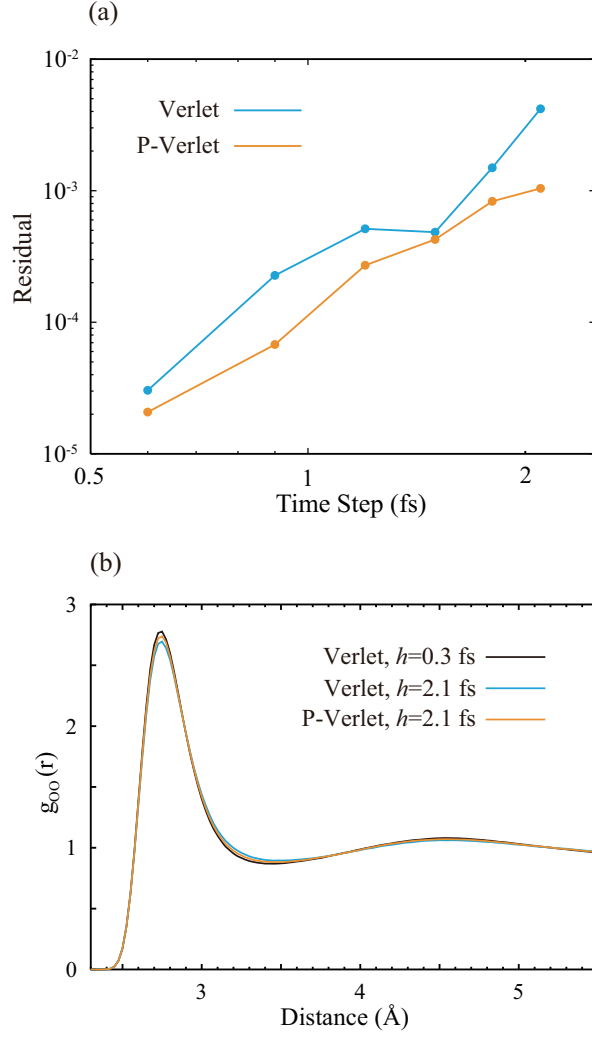 (a)
10⁻²
Verlet
P-Verlet
10⁻³
Residual
10⁻⁴
10⁻⁵
0.5 1 2
Time Step (fs)
(b)
3
Verlet, h=0.3 fs
Verlet, h=2.1 fs
P-Verlet, h=2.1 fs
2
g_OO(r)
1
0
3 4 5
Distance (Å)